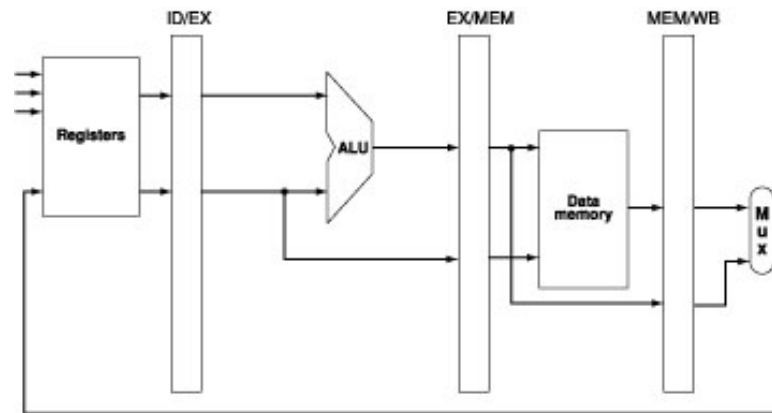 ID/EX
EX/MEM
MEM/WB
Registers
ALU
Data
memory
M
u
x